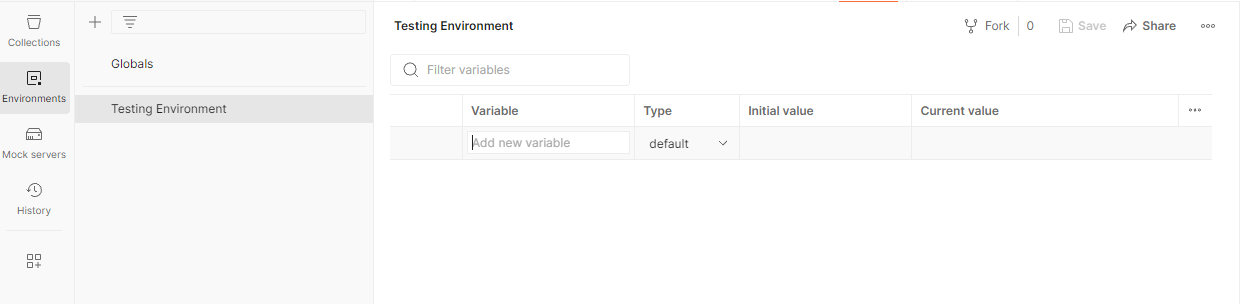 Collections
Environments
Mock servers
History
Globals
Testing Environment
Testing Environment
Fork 0 Save Share
Filter variables
Variable Type Initial value Current value
Add new variable default